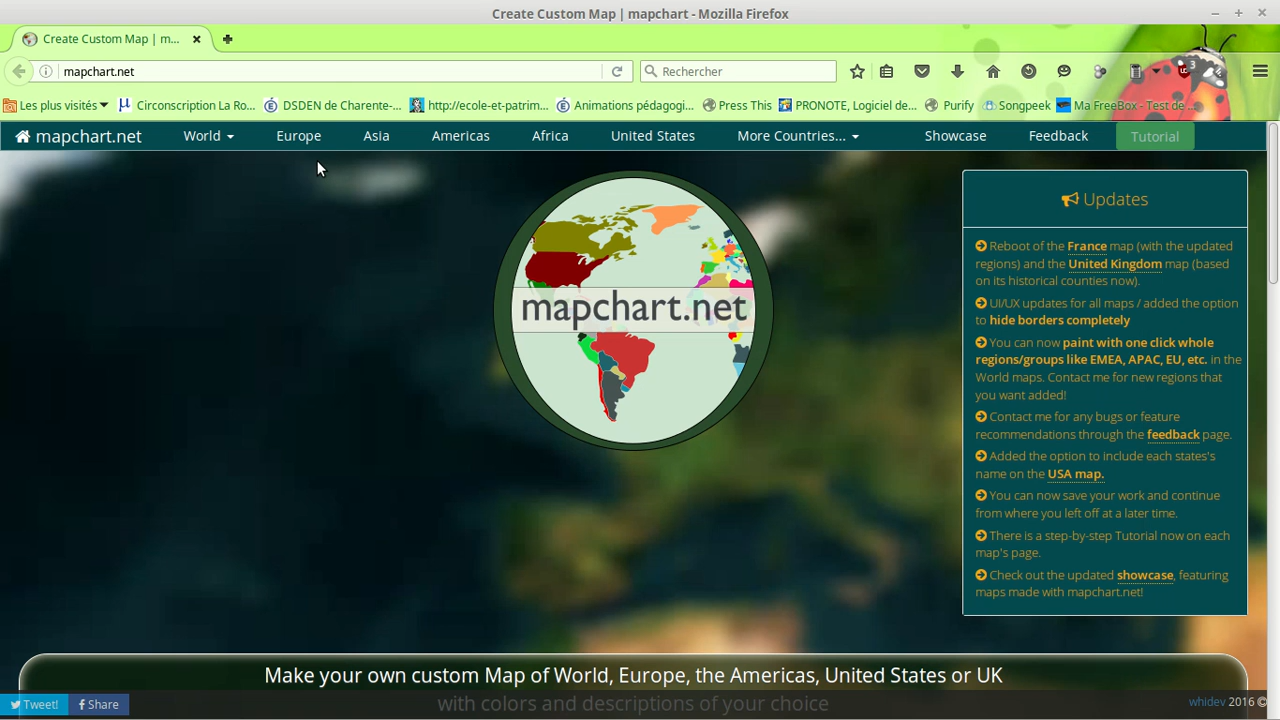 Create Custom Map | mapchart - Mozilla Firefox
Create Custom Map | m...
mapchart.net
Rechercher
3
Les plus visités
Circonscription La Ro...
DSDEN de Charente-...
http://ecole-et-patrim...
Animations pédagogi...
Press This
PRONOTE, Logiciel de...
Purify
Songpeek
Ma FreeBox - Test de ...
mapchart.net
World
Europe
Asia
Americas
Africa
United States
More Countries...
Showcase
Feedback
Tutorial
mapchart.net
Updates
Reboot of the France map (with the updated
regions) and the United Kingdom map (based
on its historical counties now).
UI/UX updates for all maps / added the option
to hide borders completely
You can now paint with one click whole
regions/groups like EMEA, APAC, EU, etc. in the
World maps. Contact me for new regions that
you want added!
Contact me for any bugs or feature
recommendations through the feedback page.
Added the option to include each states's
name on the USA map.
You can now save your work and continue
from where you left off at a later time.
There is a step-by-step Tutorial now on each
map's page.
Check out the updated showcase, featuring
maps made with mapchart.net!
Make your own custom Map of World, Europe, the Americas, United States or UK
with colors and descriptions of your choice
Tweet!
Share
whidev 2016 ©